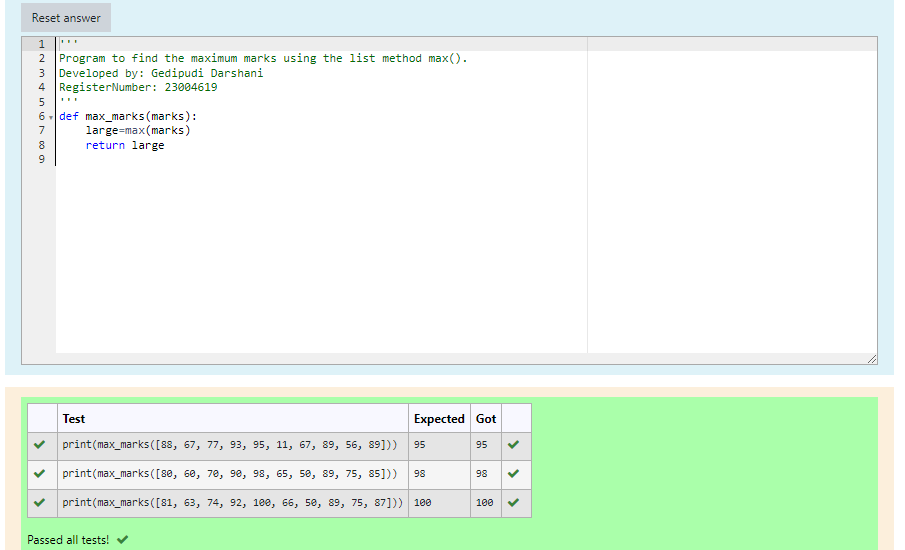 Reset answer
1 '''
2 Program to find the maximum marks using the list method max().
3 Developed by: Gedipudi Darshani
4 RegisterNumber: 23004619
5 '''
6 def max_marks(marks):
7     large=max(marks)
8     return large
9
Test Expected Got
print(max_marks([88, 67, 77, 93, 95, 11, 67, 89, 56, 89])) 95 95
print(max_marks([80, 60, 70, 90, 98, 65, 50, 89, 75, 85])) 98 98
print(max_marks([81, 63, 74, 92, 100, 66, 50, 89, 75, 87])) 100 100
Passed all tests!